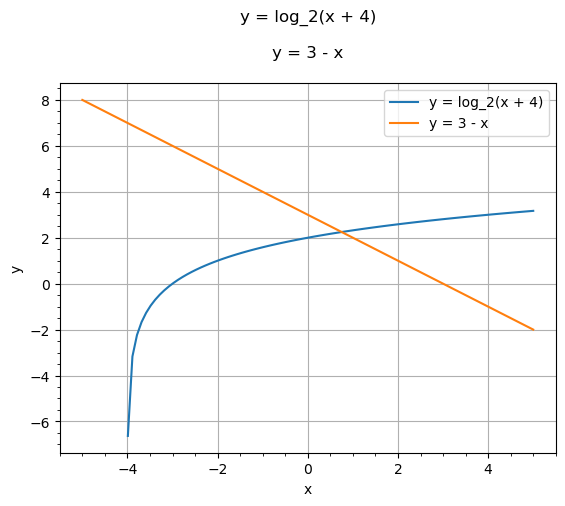 y = log_2(x + 4)
y = 3 - x
y = log_2(x + 4)
y = 3 - x
8
6
4
2
0
−2
−4
−6
y
−4 −2 0 2 4
x